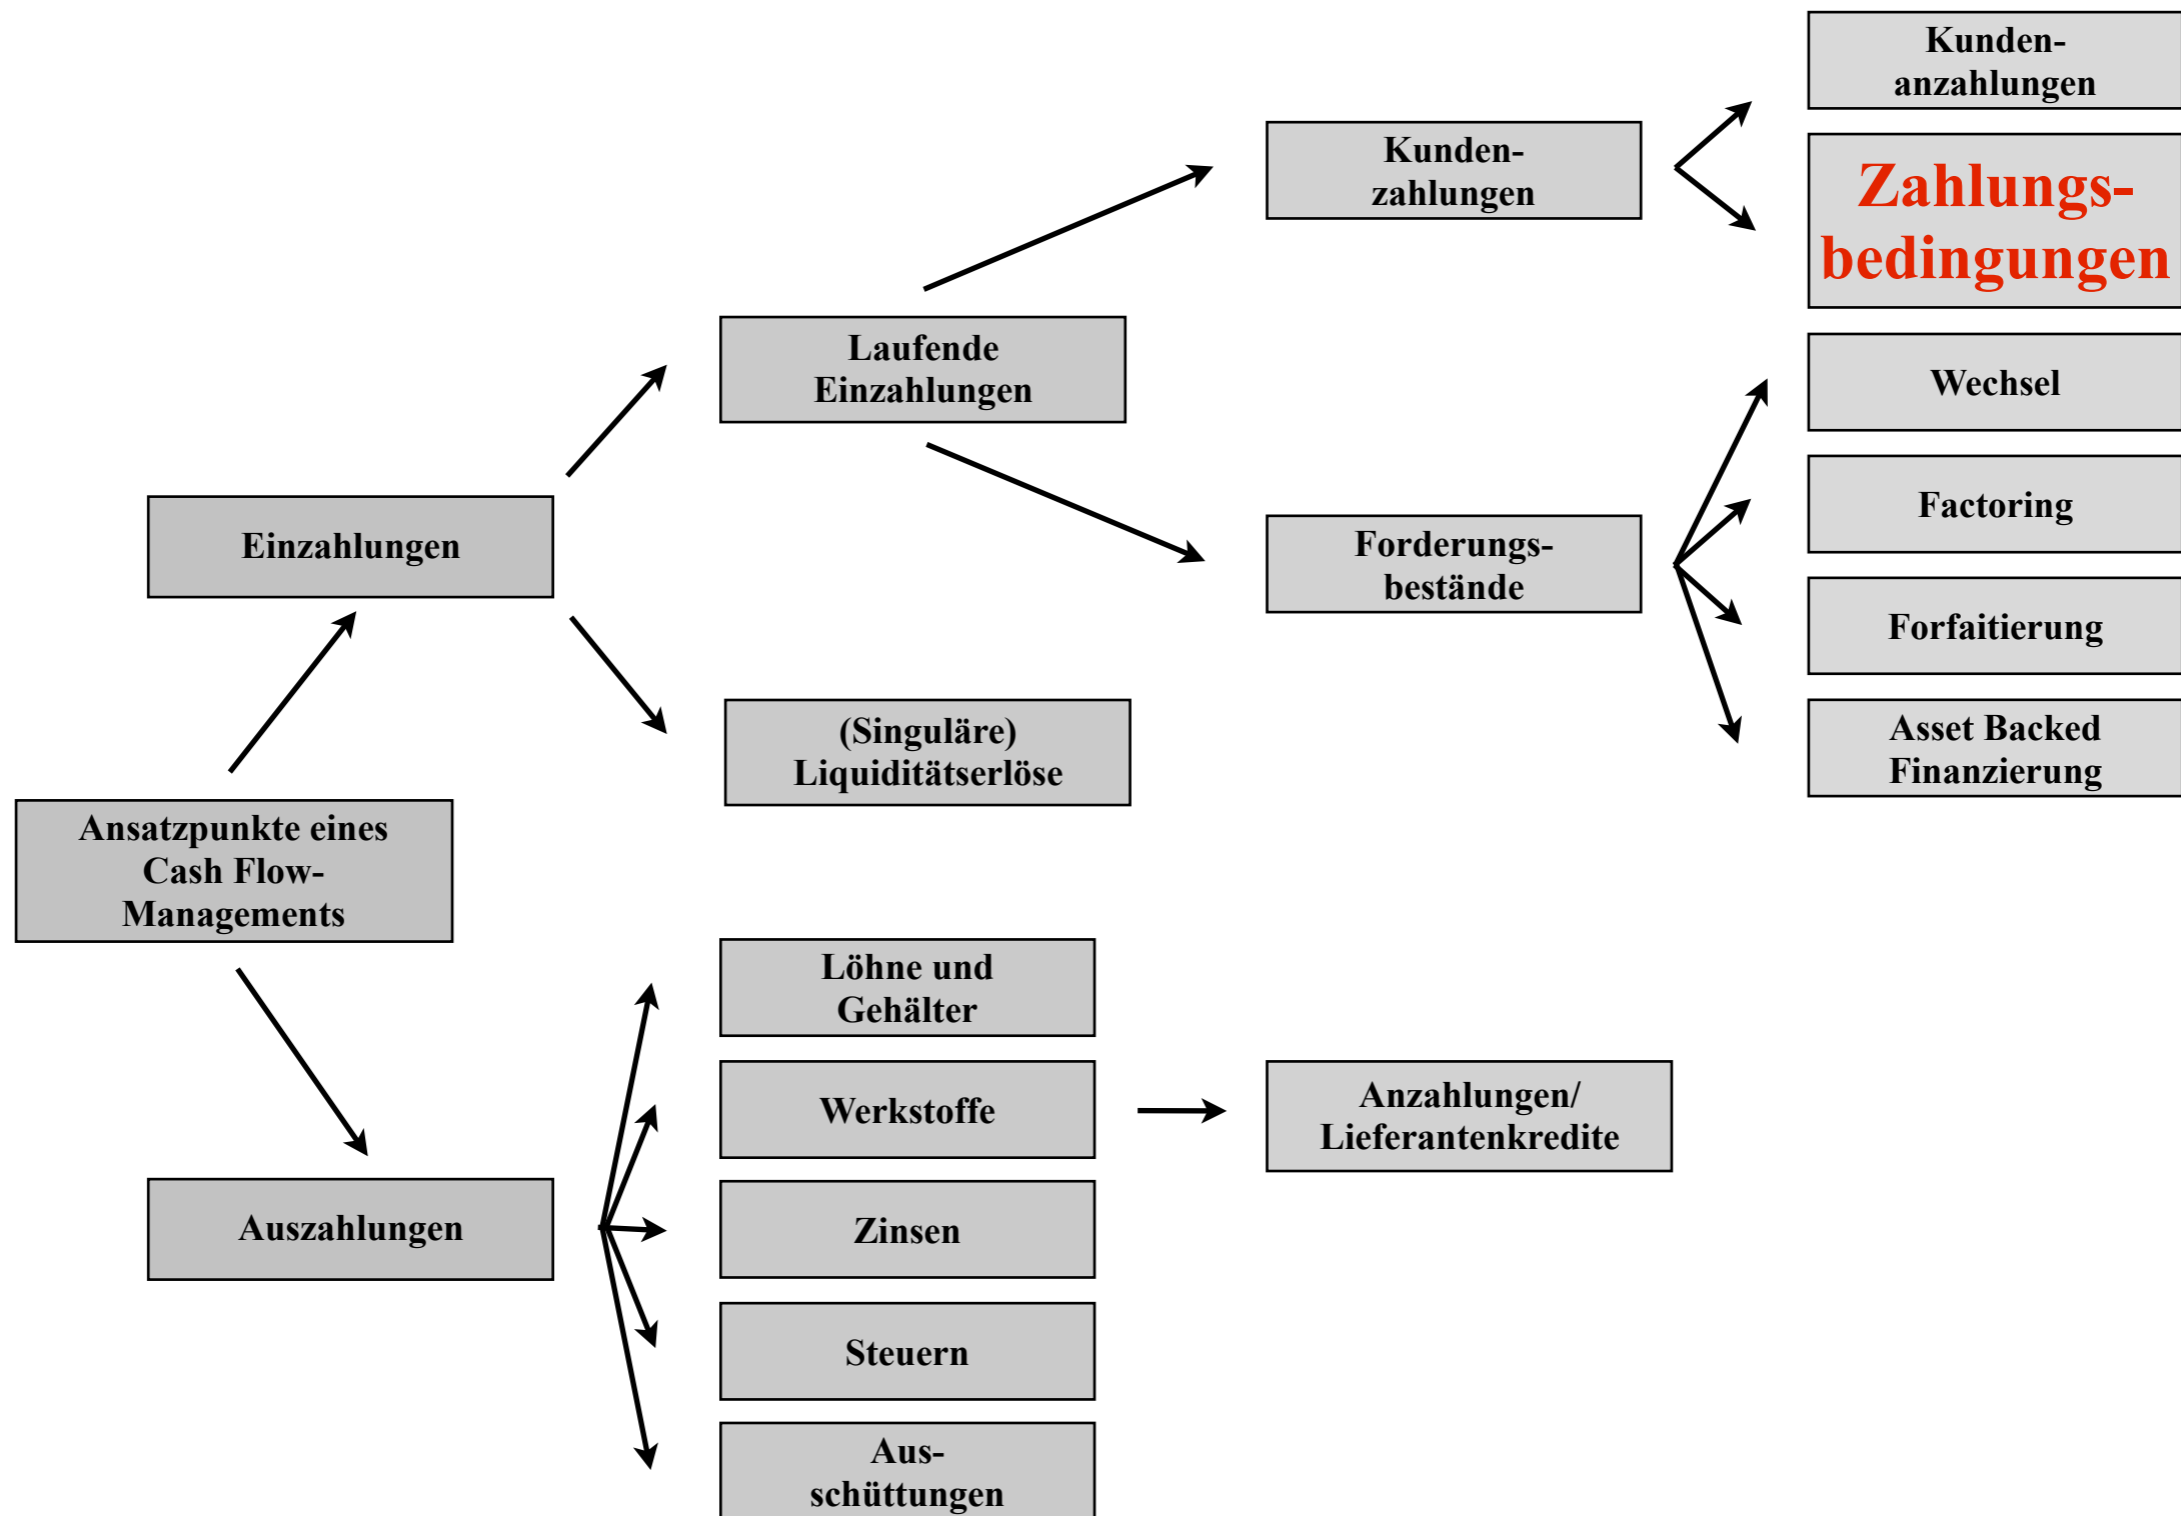 Kunden-
anzahlungen
Zahlungs-
bedingungen
Kunden-
zahlungen
Laufende
Einzahlungen
Wechsel
Factoring
Einzahlungen
Forderungs-
bestände
Forfaitierung
(Singuläre)
Liquiditätserlöse
Asset Backed
Finanzierung
Ansatzpunkte eines
Cash Flow-
Managements
Löhne und
Gehälter
Werkstoffe
Anzahlungen/
Lieferantenkredite
Auszahlungen
Zinsen
Steuern
Aus-
schüttungen